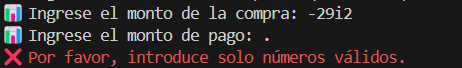 📊 Ingrese el monto de la compra: -29i2
📊 Ingrese el monto de pago: .
❌ Por favor, introduce solo números válidos.